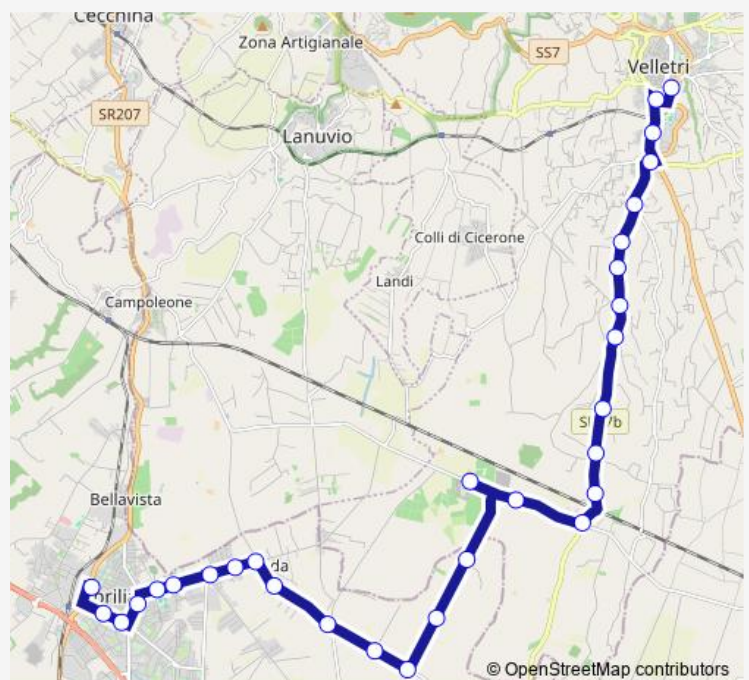 Cecchina
Zona Artigianale
SS7
Velletri
SR207
Lanuvio
Colli di Cicerone
Landi
Campoleone
Bellavista
© OpenStreetMap contributors